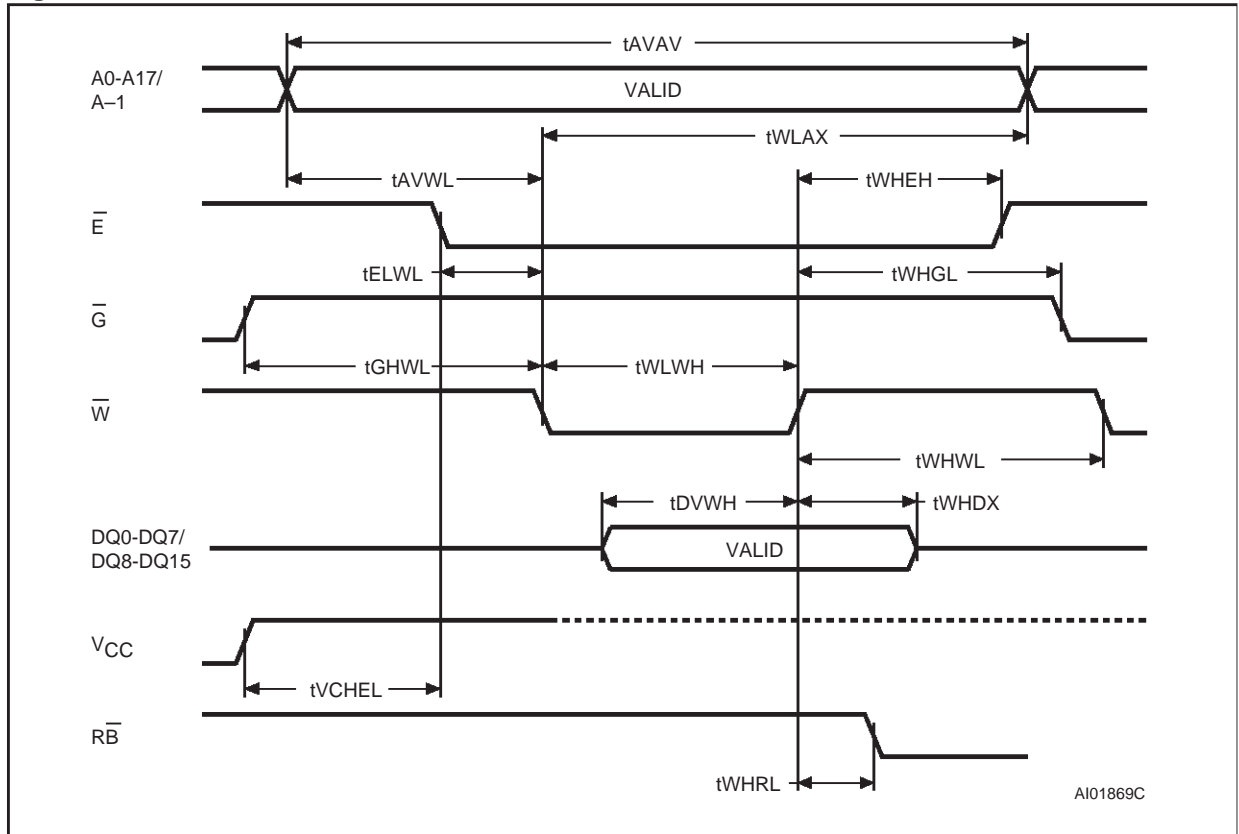 tAVAV
A0-A17/
A–1
VALID
tWLAX
tAVWL
tWHEH
E̅
tELWL
tWHGL
G̅
tGHWL
tWLWH
W̅
tWHWL
tDVWH
tWHDX
DQ0-DQ7/
DQ8-DQ15
VALID
VCC
tVCHEL
RB̅
tWHRL
AI01869C